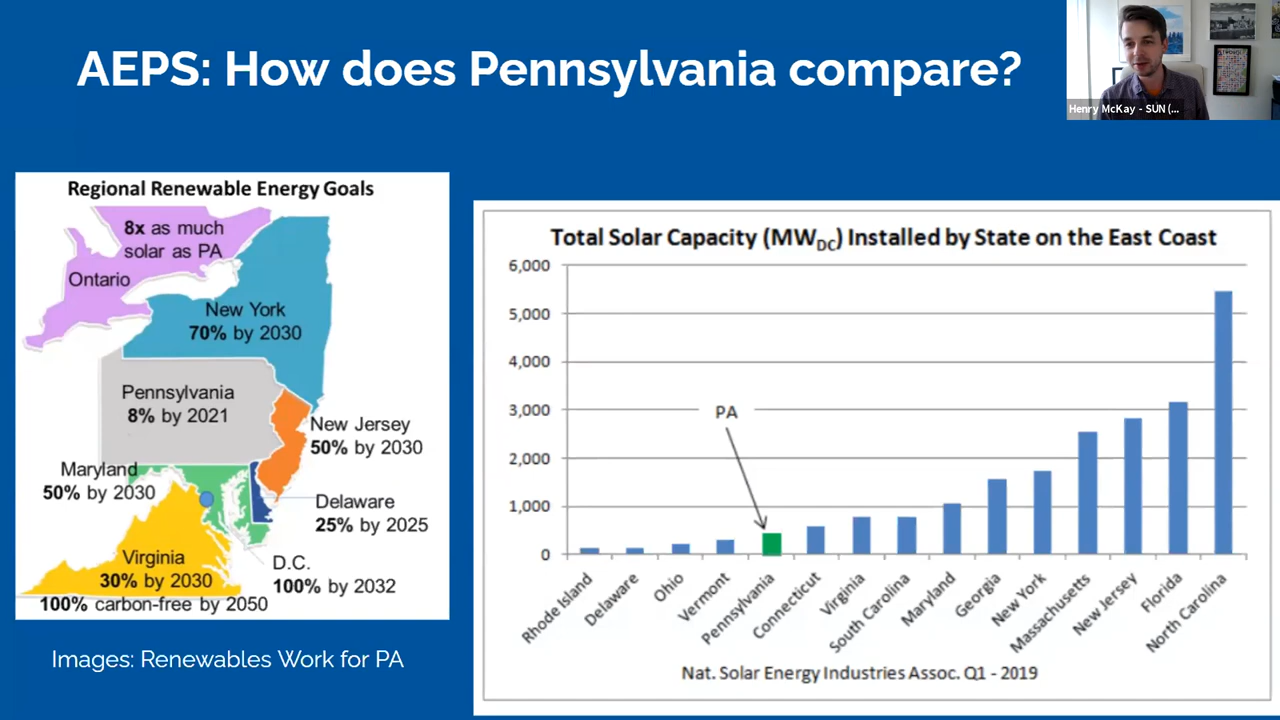 AEPS: How does Pennsylvania compare?
Henry McKay - SUN (...
Regional Renewable Energy Goals
8x as much
solar as PA
Ontario
New York
70% by 2030
Pennsylvania
8% by 2021
New Jersey
50% by 2030
Maryland
50% by 2030
Delaware
25% by 2025
Virginia
30% by 2030
100% carbon-free by 2050
D.C.
100% by 2032
Images: Renewables Work for PA
Total Solar Capacity (MWDC) Installed by State on the East Coast
6,000
5,000
4,000
3,000
2,000
1,000
0
PA
Rhode Island
Delaware
Ohio
Vermont
Pennsylvania
Connecticut
Virginia
South Carolina
Maryland
Georgia
New York
Massachusetts
New Jersey
Florida
North Carolina
Nat. Solar Energy Industries Assoc. Q1 - 2019